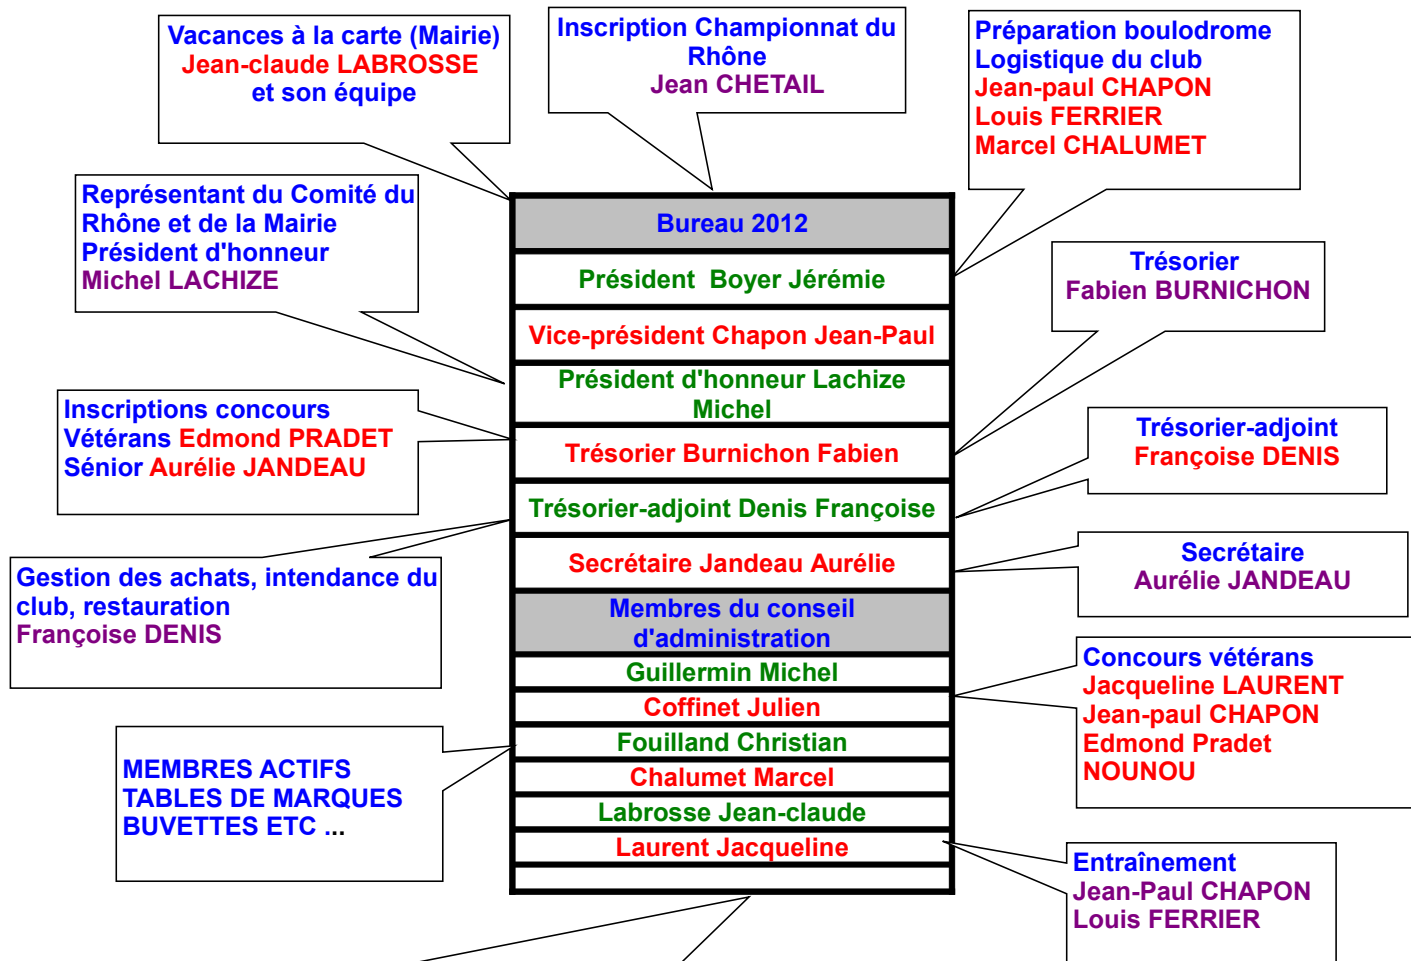 Vacances à la carte (Mairie)
Jean-claude LABROSSE
et son équipe
Inscription Championnat du
Rhône
Jean CHETAIL
Préparation boulodrome
Logistique du club
Jean-paul CHAPON
Louis FERRIER
Marcel CHALUMET
Représentant du Comité du
Rhône et de la Mairie
Président d'honneur
Michel LACHIZE
Trésorier
Fabien BURNICHON
Inscriptions concours
Vétérans Edmond PRADET
Sénior Aurélie JANDEAU
Trésorier-adjoint
Françoise DENIS
Gestion des achats, intendance du
club, restauration
Françoise DENIS
Secrétaire
Aurélie JANDEAU
Bureau 2012
Président  Boyer Jérémie
Vice-président Chapon Jean-Paul
Président d'honneur Lachize
Michel
Trésorier Burnichon Fabien
Trésorier-adjoint Denis Françoise
Secrétaire Jandeau Aurélie
Membres du conseil
d'administration
Guillermin Michel
Coffinet Julien
Fouilland Christian
Chalumet Marcel
Labrosse Jean-claude
Laurent Jacqueline
Concours vétérans
Jacqueline LAURENT
Jean-paul CHAPON
Edmond Pradet
NOUNOU
MEMBRES ACTIFS
TABLES DE MARQUES
BUVETTES ETC ...
Entraînement
Jean-Paul CHAPON
Louis FERRIER